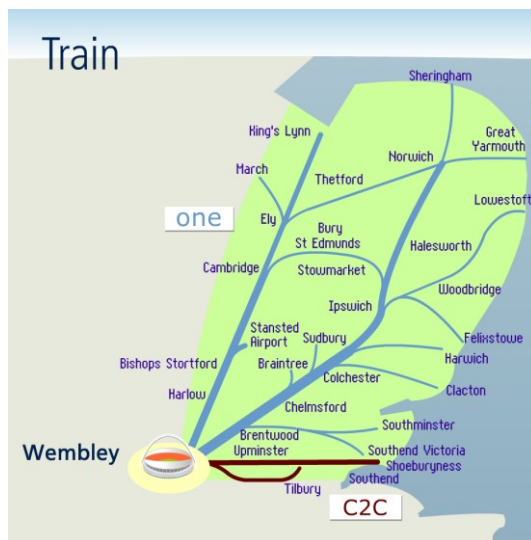 Train
Sheringham
King's Lynn
Great
Yarmouth
Norwich
March
Thetford
Lowestoft
one
Ely
Bury
St Edmunds
Halesworth
Cambridge
Stowmarket
Woodbridge
Ipswich
Stansted
Airport
Sudbury
Felixstowe
Bishops Stortford
Braintree
Harwich
Colchester
Harlow
Clacton
Chelmsford
Southminster
Brentwood
Wembley
Upminster
Southend Victoria
Shoeburyness
Southend
Tilbury
C2C